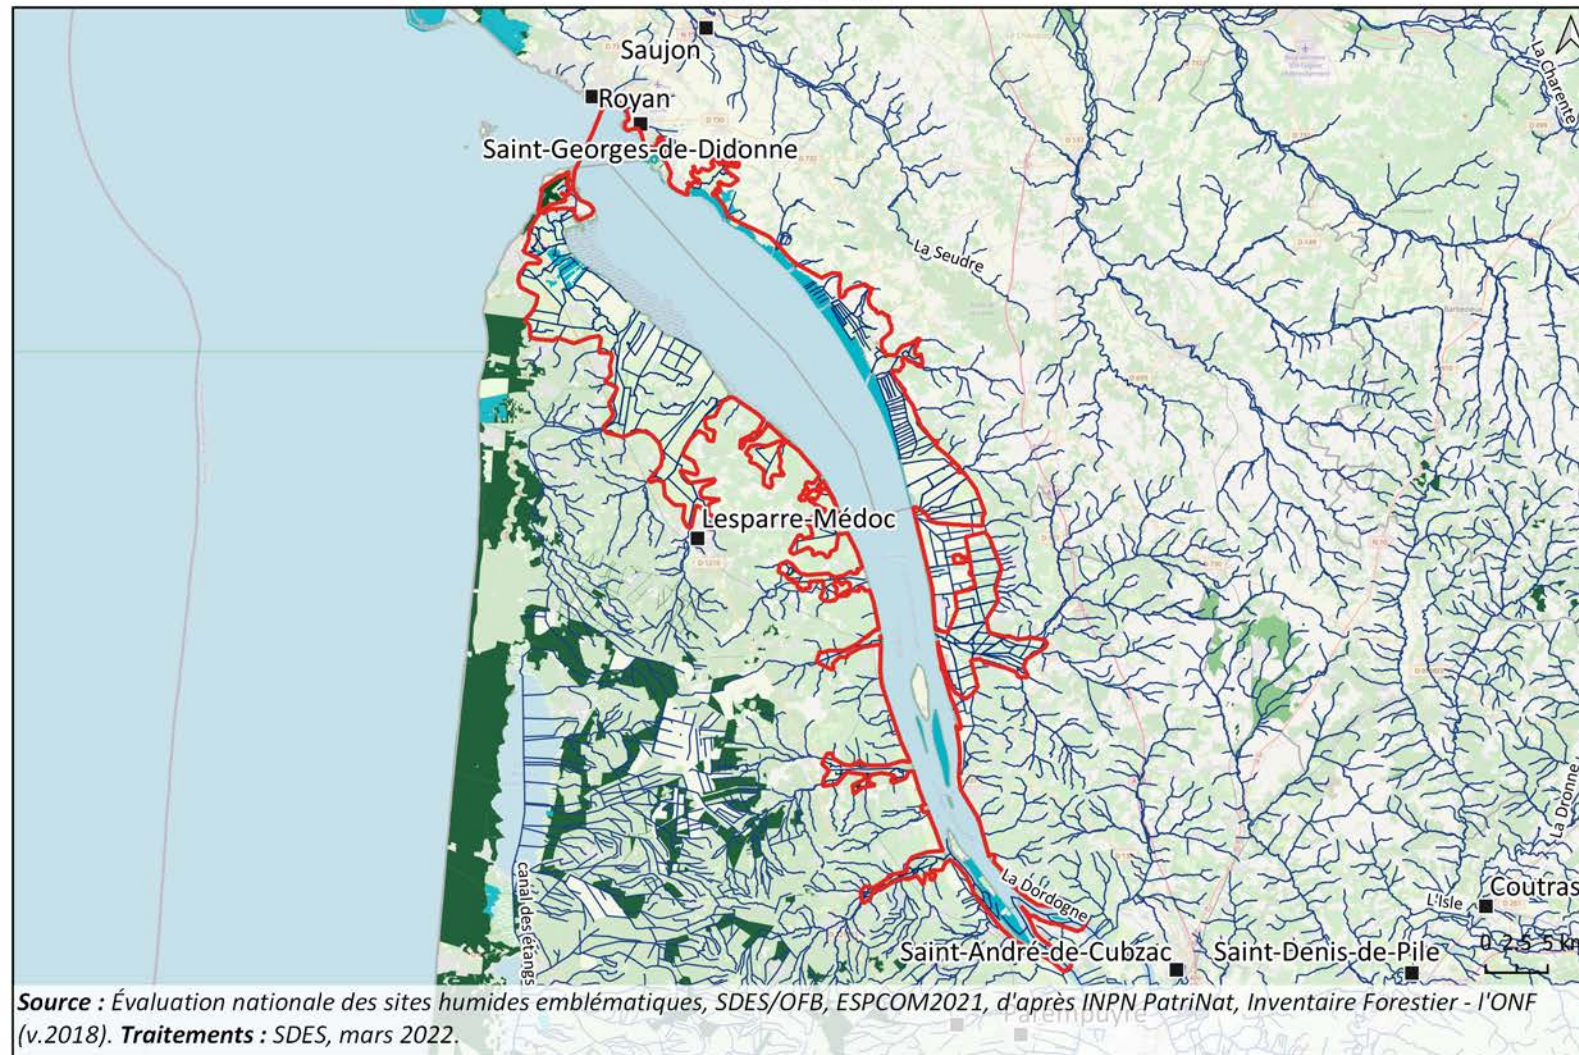 Saujon
Royan
Saint-Georges-de-Didonne
La Charente
La Seudre
Lesparre-Médoc
canal des étangs
La Dordogne
La Dronne
L'Isle
Coutras
Saint-André-de-Cubzac
Saint-Denis-de-Pile
0 2.5 5 km
Source : Évaluation nationale des sites humides emblématiques, SDES/OFB, ESPCOM2021, d'après INPN PatriNat, Inventaire Forestier - l'ONF
(v.2018). Traitements : SDES, mars 2022.
Parempuyre